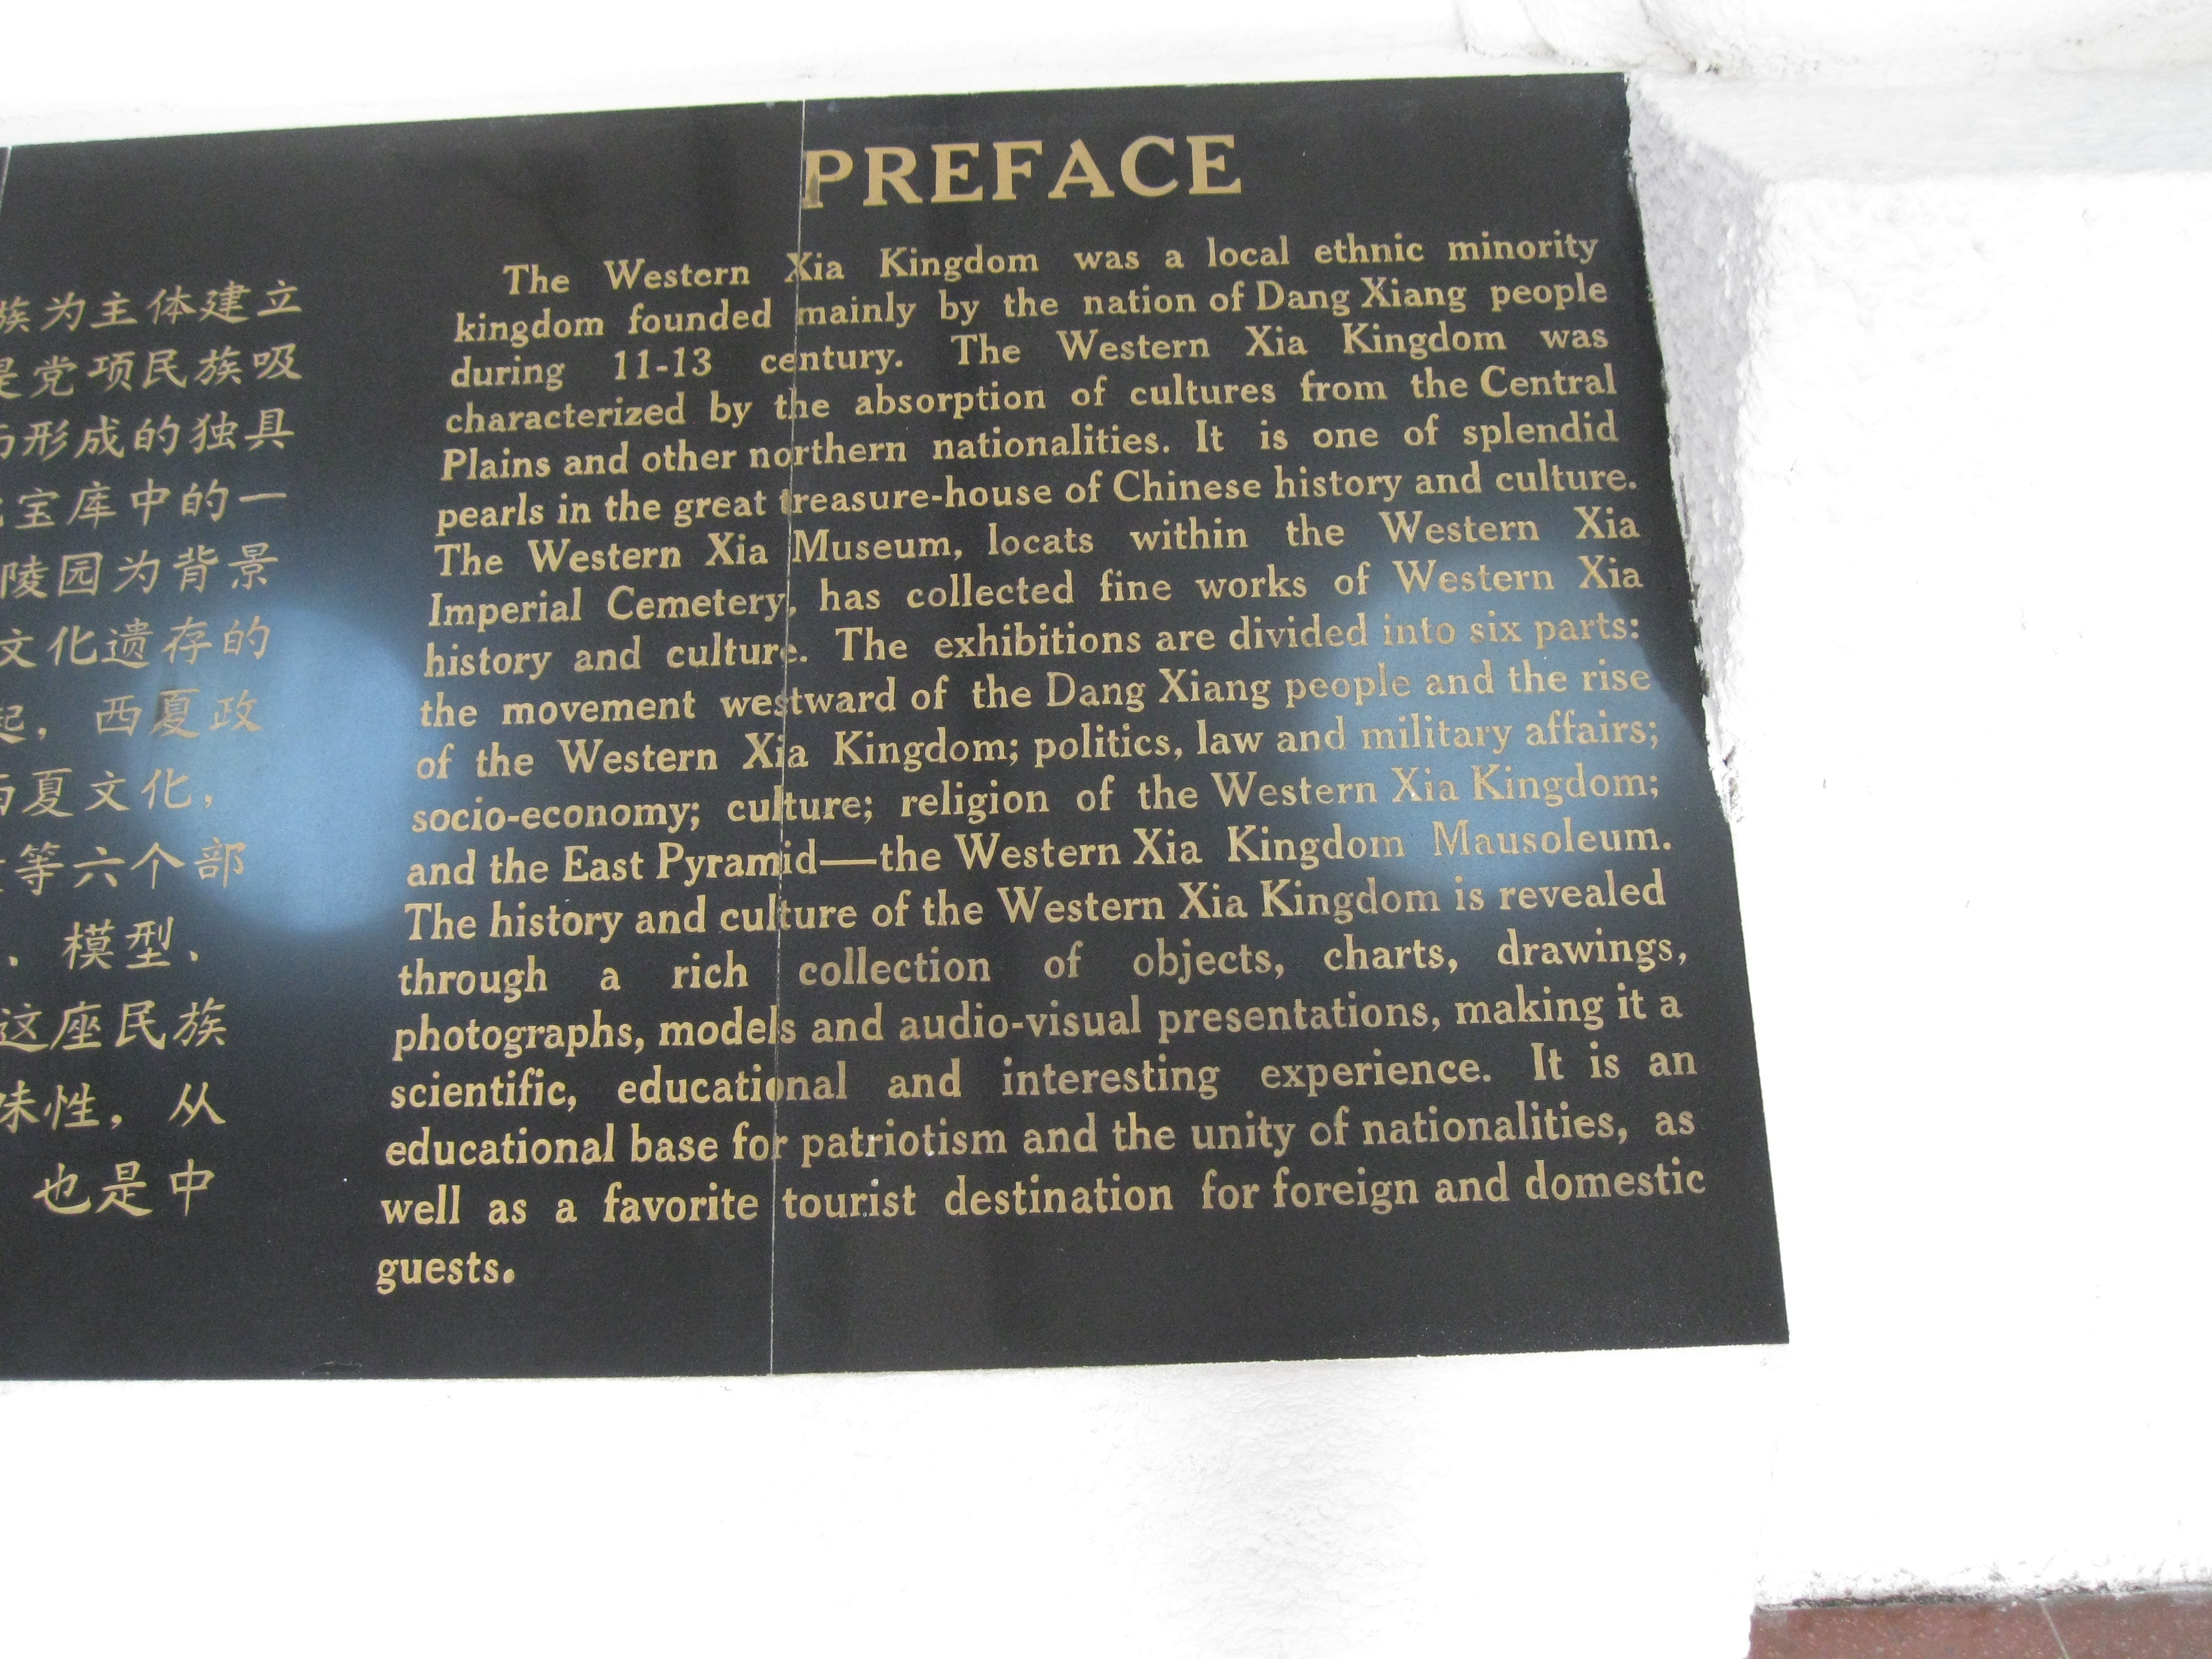 族为主体建立
是党项民族吸
形成的独具
宝库中的一
陵园为背景
文化遗存的
起，西夏政
西夏文化，
等六个部
、模型、
这座民族
味性，从
也是中
PREFACE
The Western Xia Kingdom was a local ethnic minority
kingdom founded mainly by the nation of Dang Xiang people
during 11-13 century. The Western Xia Kingdom was
characterized by the absorption of cultures from the Central
Plains and other northern nationalities. It is one of splendid
pearls in the great treasure-house of Chinese history and culture.
The Western Xia Museum, locats within the Western Xia
Imperial Cemetery, has collected fine works of Western Xia
history and culture. The exhibitions are divided into six parts:
the movement westward of the Dang Xiang people and the rise
of the Western Xia Kingdom; politics, law and military affairs;
socio-economy; culture; religion of the Western Xia Kingdom;
and the East Pyramid—the Western Xia Kingdom Mausoleum.
The history and culture of the Western Xia Kingdom is revealed
through a rich collection of objects, charts, drawings,
photographs, models and audio-visual presentations, making it a
scientific, educational and interesting experience. It is an
educational base for patriotism and the unity of nationalities, as
well as a favorite tourist destination for foreign and domestic
guests.